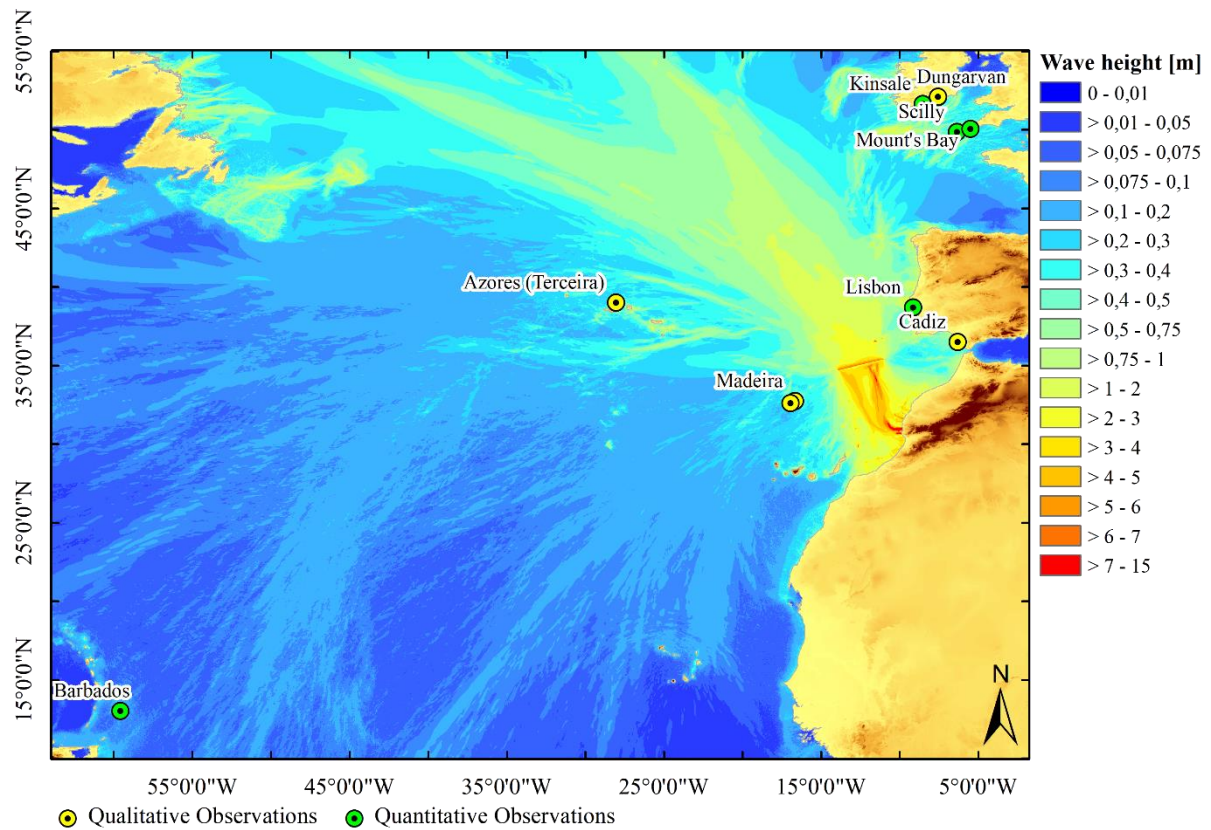 55°0'0"N
45°0'0"N
35°0'0"N
25°0'0"N
15°0'0"N
Kinsale
Dungarvan
Scilly
Mount's Bay
Azores (Terceira)
Lisbon
Cadiz
Madeira
Barbados
N
55°0'0"W
45°0'0"W
35°0'0"W
25°0'0"W
15°0'0"W
5°0'0"W
Qualitative Observations
Quantitative Observations
Wave height [m]
0 - 0,01
> 0,01 - 0,05
> 0,05 - 0,075
> 0,075 - 0,1
> 0,1 - 0,2
> 0,2 - 0,3
> 0,3 - 0,4
> 0,4 - 0,5
> 0,5 - 0,75
> 0,75 - 1
> 1 - 2
> 2 - 3
> 3 - 4
> 4 - 5
> 5 - 6
> 6 - 7
> 7 - 15